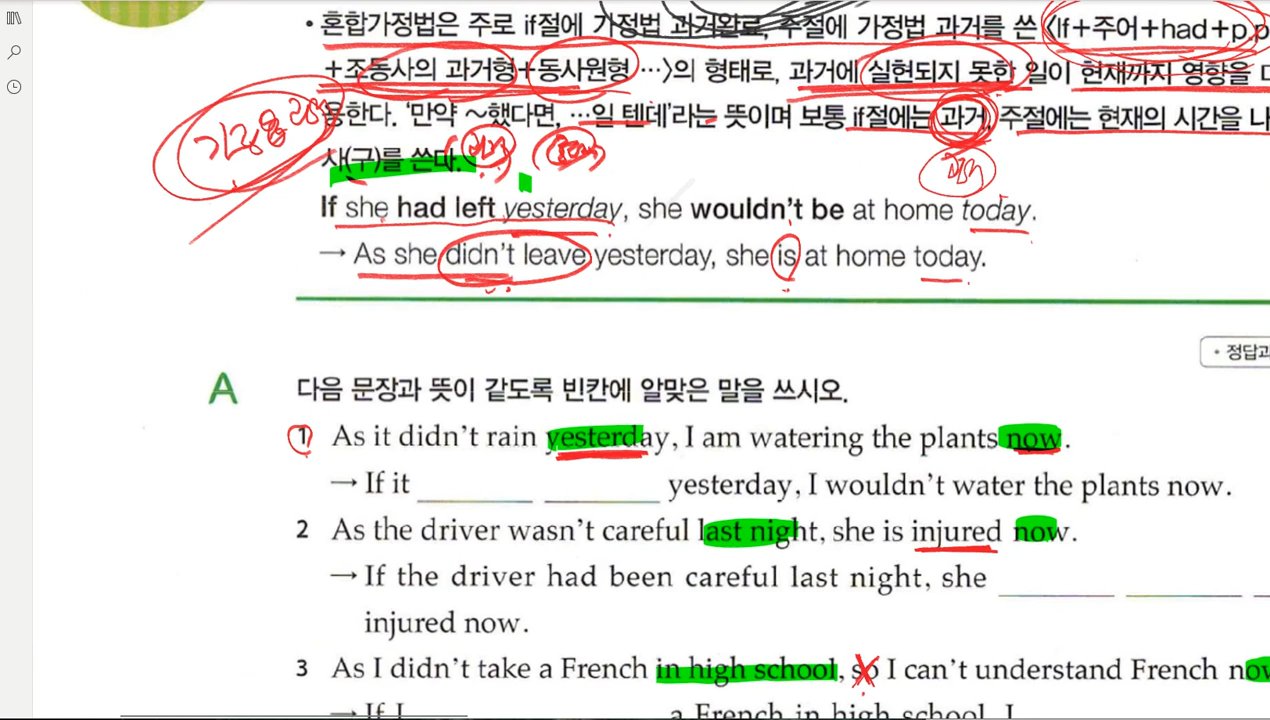 • 혼합가정법은 주로 if절에 가정법 과거완료, 주절에 가정법 과거를 쓴 〈If+주어+had+p.p
+조동사의 과거형+동사원형 …〉의 형태로, 과거에 실현되지 못한 일이 현재까지 영향을
한다. ‘만약 ~했다면, …일 텐데’라는 뜻이며 보통 if절에는 과거, 주절에는 현재의 시간을 나
사(구)를 쓴다.
If she had left yesterday, she wouldn’t be at home today.
→ As she didn’t leave yesterday, she is at home today.
• 정답과
A 다음 문장과 뜻이 같도록 빈칸에 알맞은 말을 쓰시오.
1 As it didn’t rain yesterday, I am watering the plants now.
→ If it ________ ________ yesterday, I wouldn’t water the plants now.
2 As the driver wasn’t careful last night, she is injured now.
→ If the driver had been careful last night, she ________ ________
injured now.
3 As I didn’t take a French in high school, so I can’t understand French now
→ If I ________ a French in high school, I